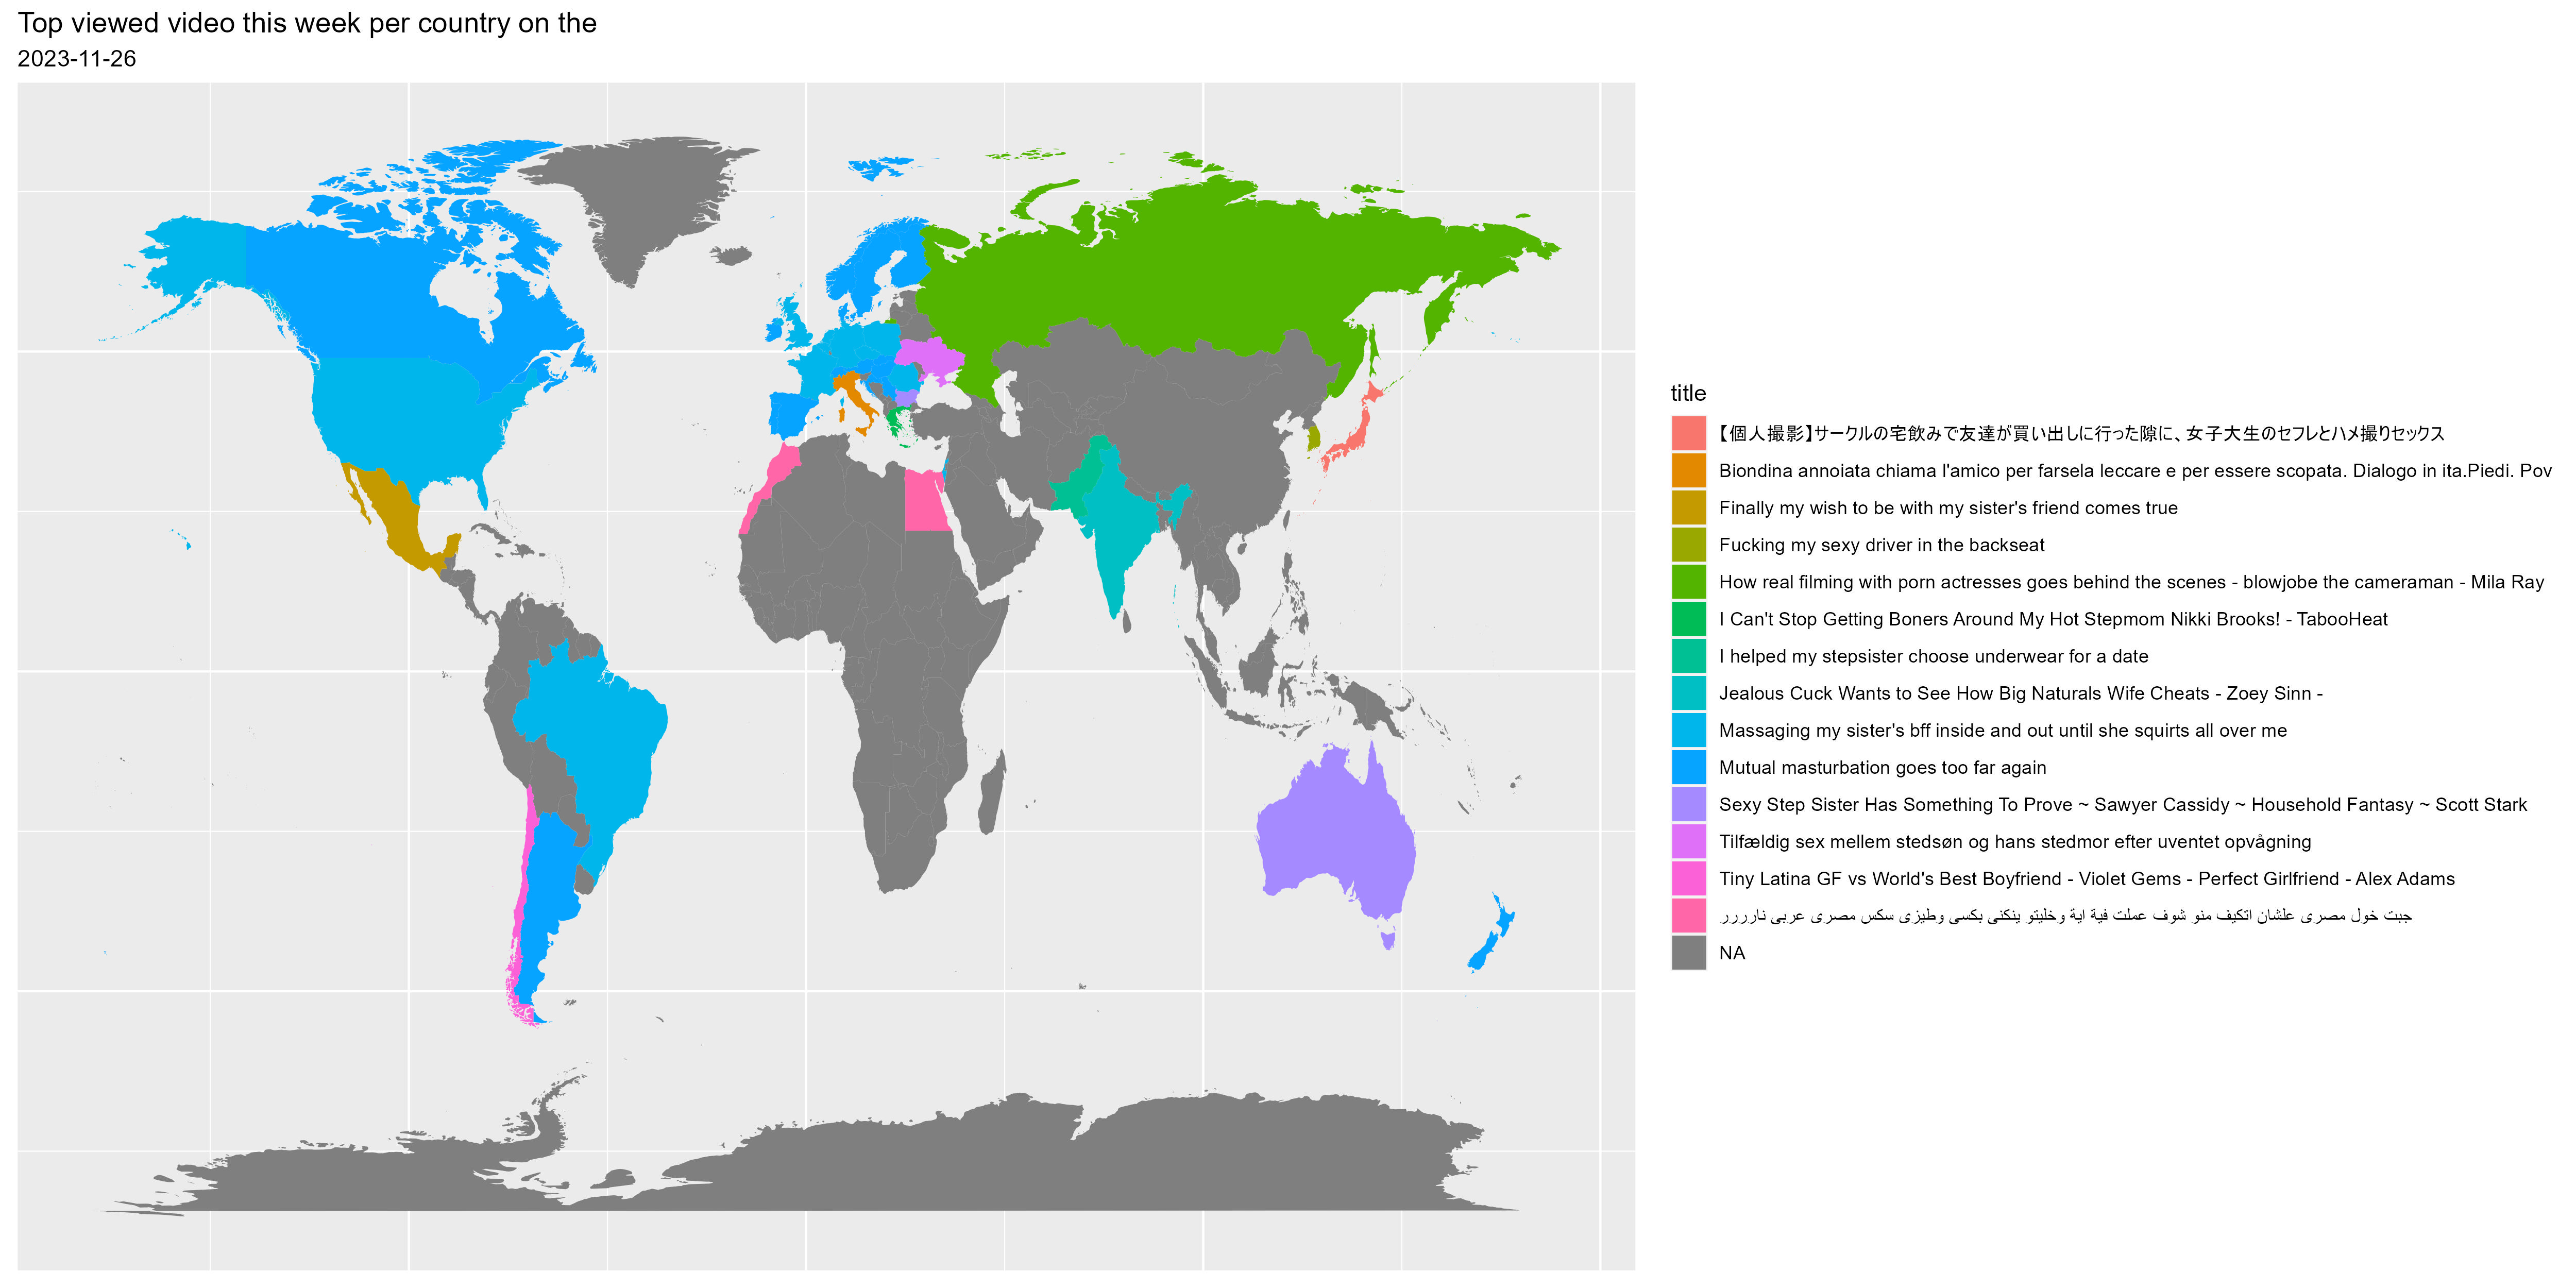 Top viewed video this week per country on the
2023-11-26
title
【個人撮影】サークルの宅飲みで友達が買い出しに行った隙に、女子大生のセフレとハメ撮りセックス
Biondina annoiata chiama l'amico per farsela leccare e per essere scopata. Dialogo in ita.Piedi. Pov
Finally my wish to be with my sister's friend comes true
Fucking my sexy driver in the backseat
How real filming with porn actresses goes behind the scenes - blowjobe the cameraman - Mila Ray
I Can't Stop Getting Boners Around My Hot Stepmom Nikki Brooks! - TabooHeat
I helped my stepsister choose underwear for a date
Jealous Cuck Wants to See How Big Naturals Wife Cheats - Zoey Sinn -
Massaging my sister's bff inside and out until she squirts all over me
Mutual masturbation goes too far again
Sexy Step Sister Has Something To Prove ~ Sawyer Cassidy ~ Household Fantasy ~ Scott Stark
Tilfældig sex mellem stedsøn og hans stedmor efter uventet opvågning
Tiny Latina GF vs World's Best Boyfriend - Violet Gems - Perfect Girlfriend - Alex Adams
جبت خول مصرى علشان اتكيف منو شوف عملت فية اية وخليتو ينكنى بكسى وطيزى سكس مصرى عربى ناررررر
NA